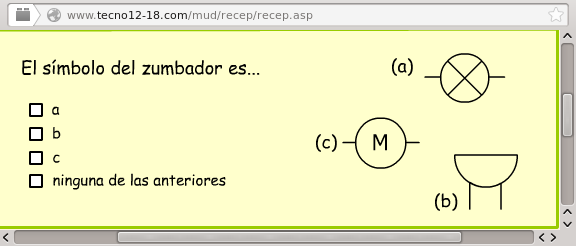 www.tecno12-18.com/mud/recep/recep.asp
El símbolo del zumbador es...
(a)
a
b
(c) M
c
ninguna de las anteriores
(b)